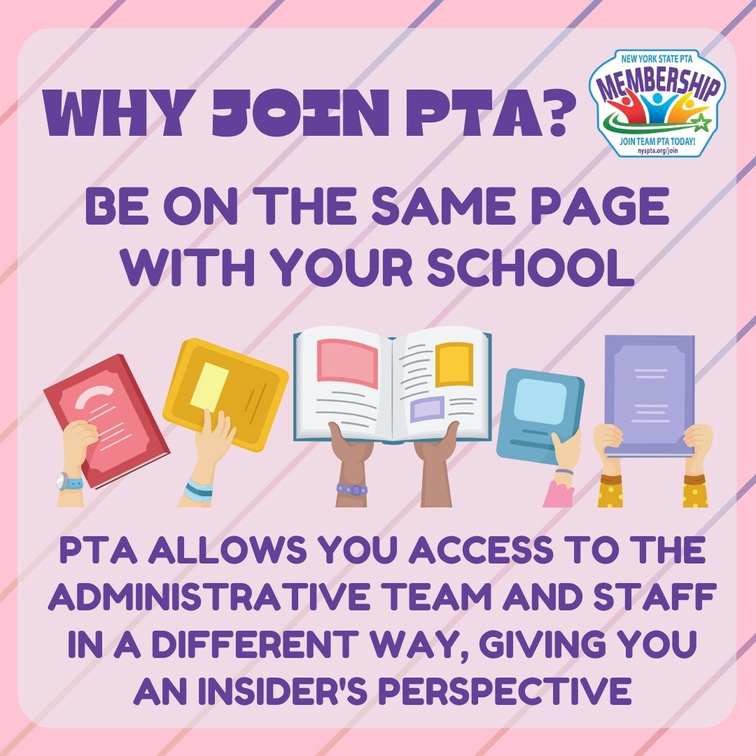 WHY JOIN PTA?
NEW YORK STATE PTA
MEMBERSHIP
JOIN TEAM PTA TODAY!
nyspta.org/join
BE ON THE SAME PAGE
WITH YOUR SCHOOL
PTA ALLOWS YOU ACCESS TO THE
ADMINISTRATIVE TEAM AND STAFF
IN A DIFFERENT WAY, GIVING YOU
AN INSIDER'S PERSPECTIVE